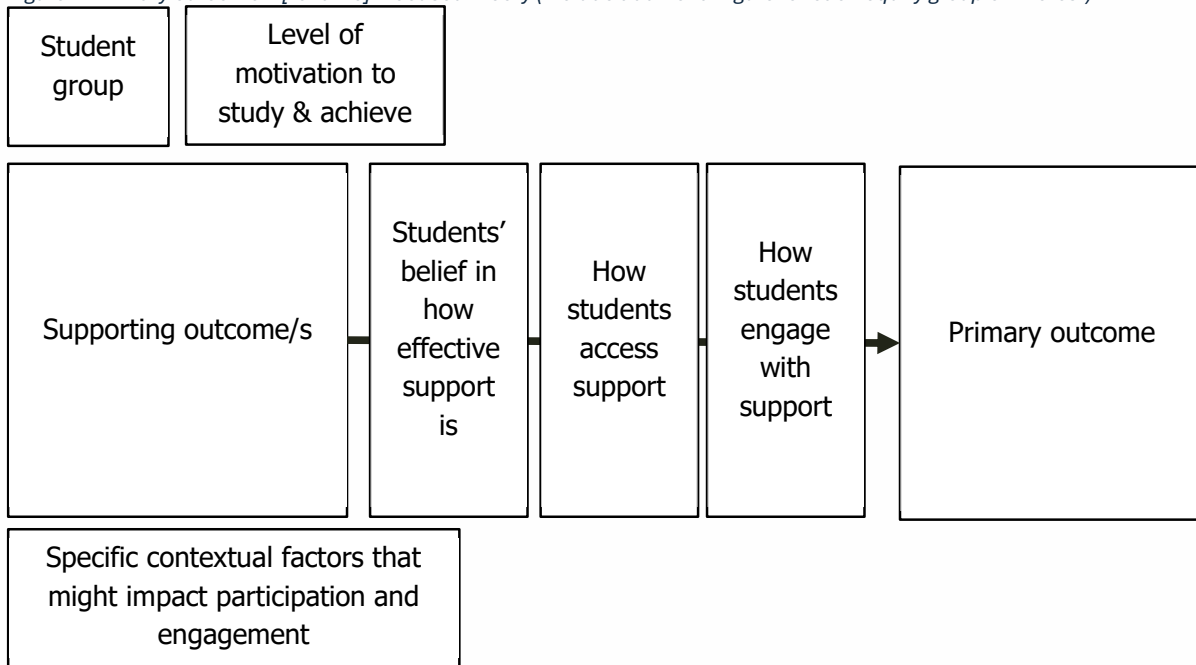 Student
group
Level of
motivation to
study & achieve
Supporting outcome/s
Students’
belief in
how
effective
support
is
How
students
access
support
How
students
engage
with
support
Primary outcome
Specific contextual factors that
might impact participation and
engagement